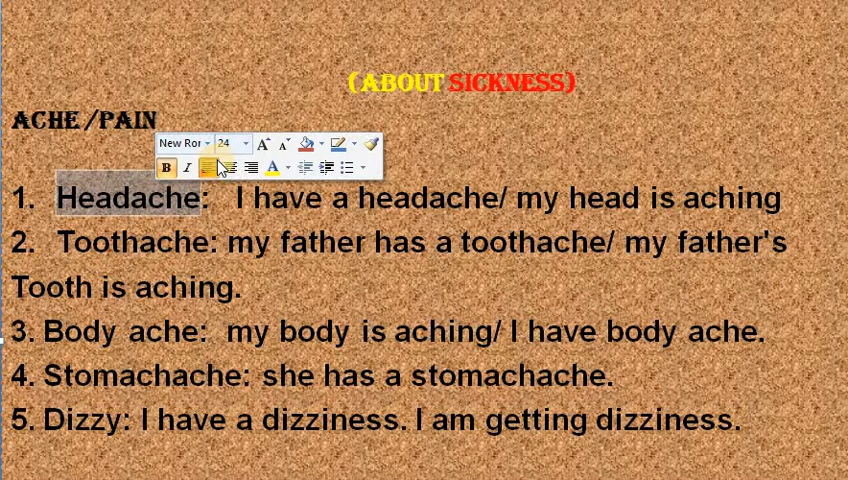 (ABOUT SICKNESS)
ACHE /PAIN
New Ror 24
1. Headache: I have a headache/ my head is aching
2. Toothache: my father has a toothache/ my father's
Tooth is aching.
3. Body ache: my body is aching/ I have body ache.
4. Stomachache: she has a stomachache.
5. Dizzy: I have a dizziness. I am getting dizziness.